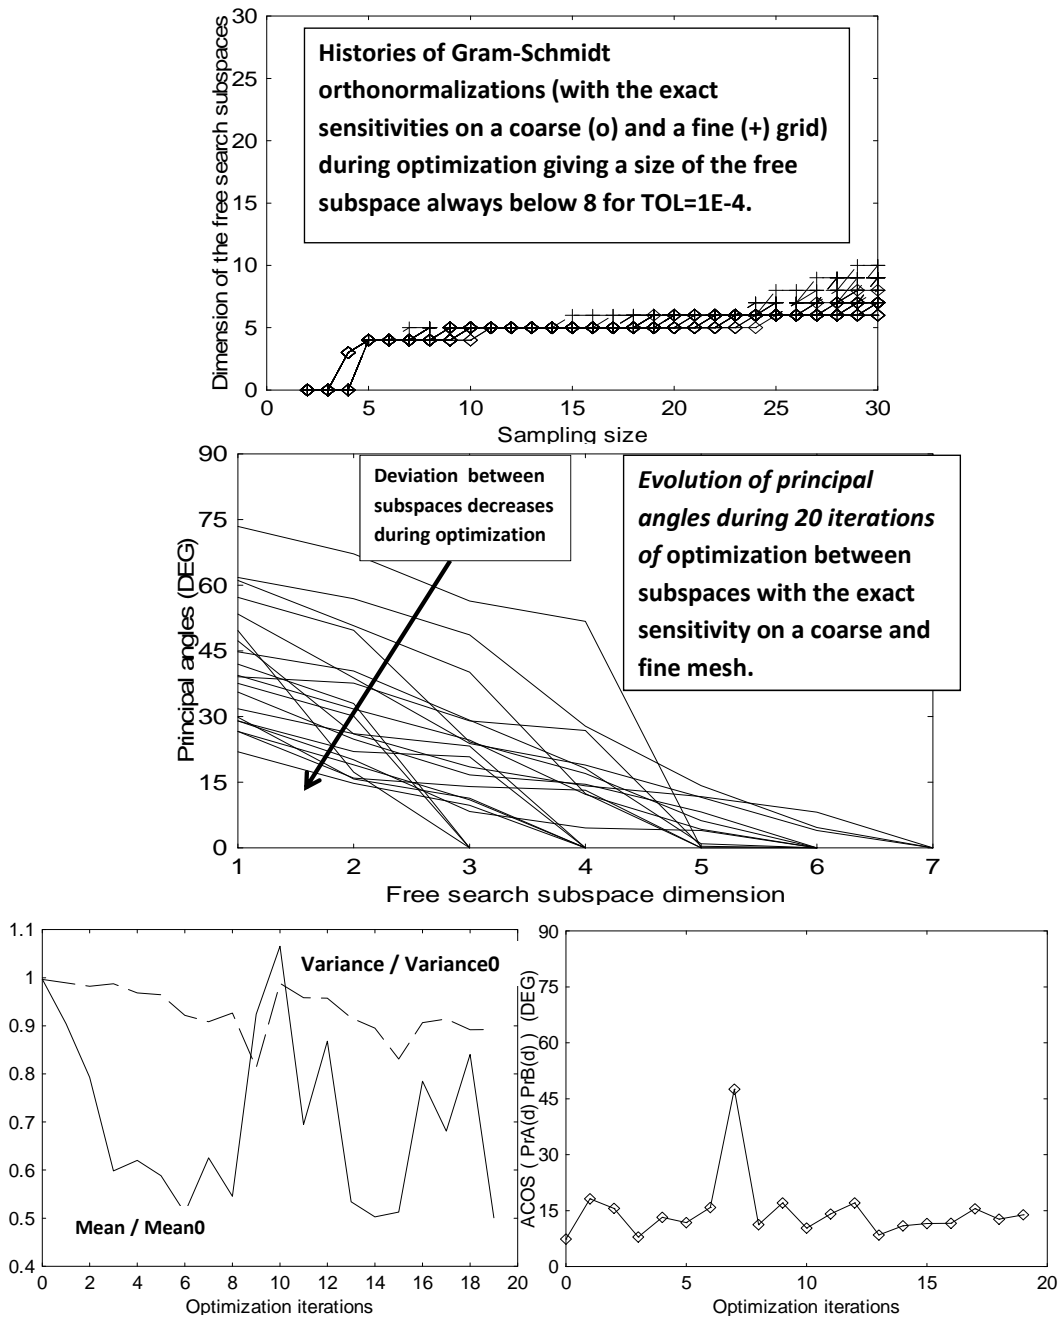 30
25
20
15
10
5
0
Dimension of the free search subspaces
Histories of Gram-Schmidt
orthonormalizations (with the exact
sensitivities on a coarse (o) and a fine (+) grid)
during optimization giving a size of the free
subspace always below 8 for TOL=1E-4.
0 5 10 15 20 25 30
Sampling size
90
75
60
45
30
15
0
Principal angles (DEG)
Deviation between
subspaces decreases
during optimization
Evolution of principal
angles during 20 iterations
of optimization between
subspaces with the exact
sensitivity on a coarse and
fine mesh.
1 2 3 4 5 6 7
Free search subspace dimension
1.1
1
0.9
0.8
0.7
0.6
0.5
0.4
Variance / Variance0
Mean / Mean0
0 2 4 6 8 10 12 14 16 18 20
Optimization iterations
90
75
60
45
30
15
0
ACOS ( PrA(d) PrB(d) ) (DEG)
0 5 10 15 20
Optimization iterations